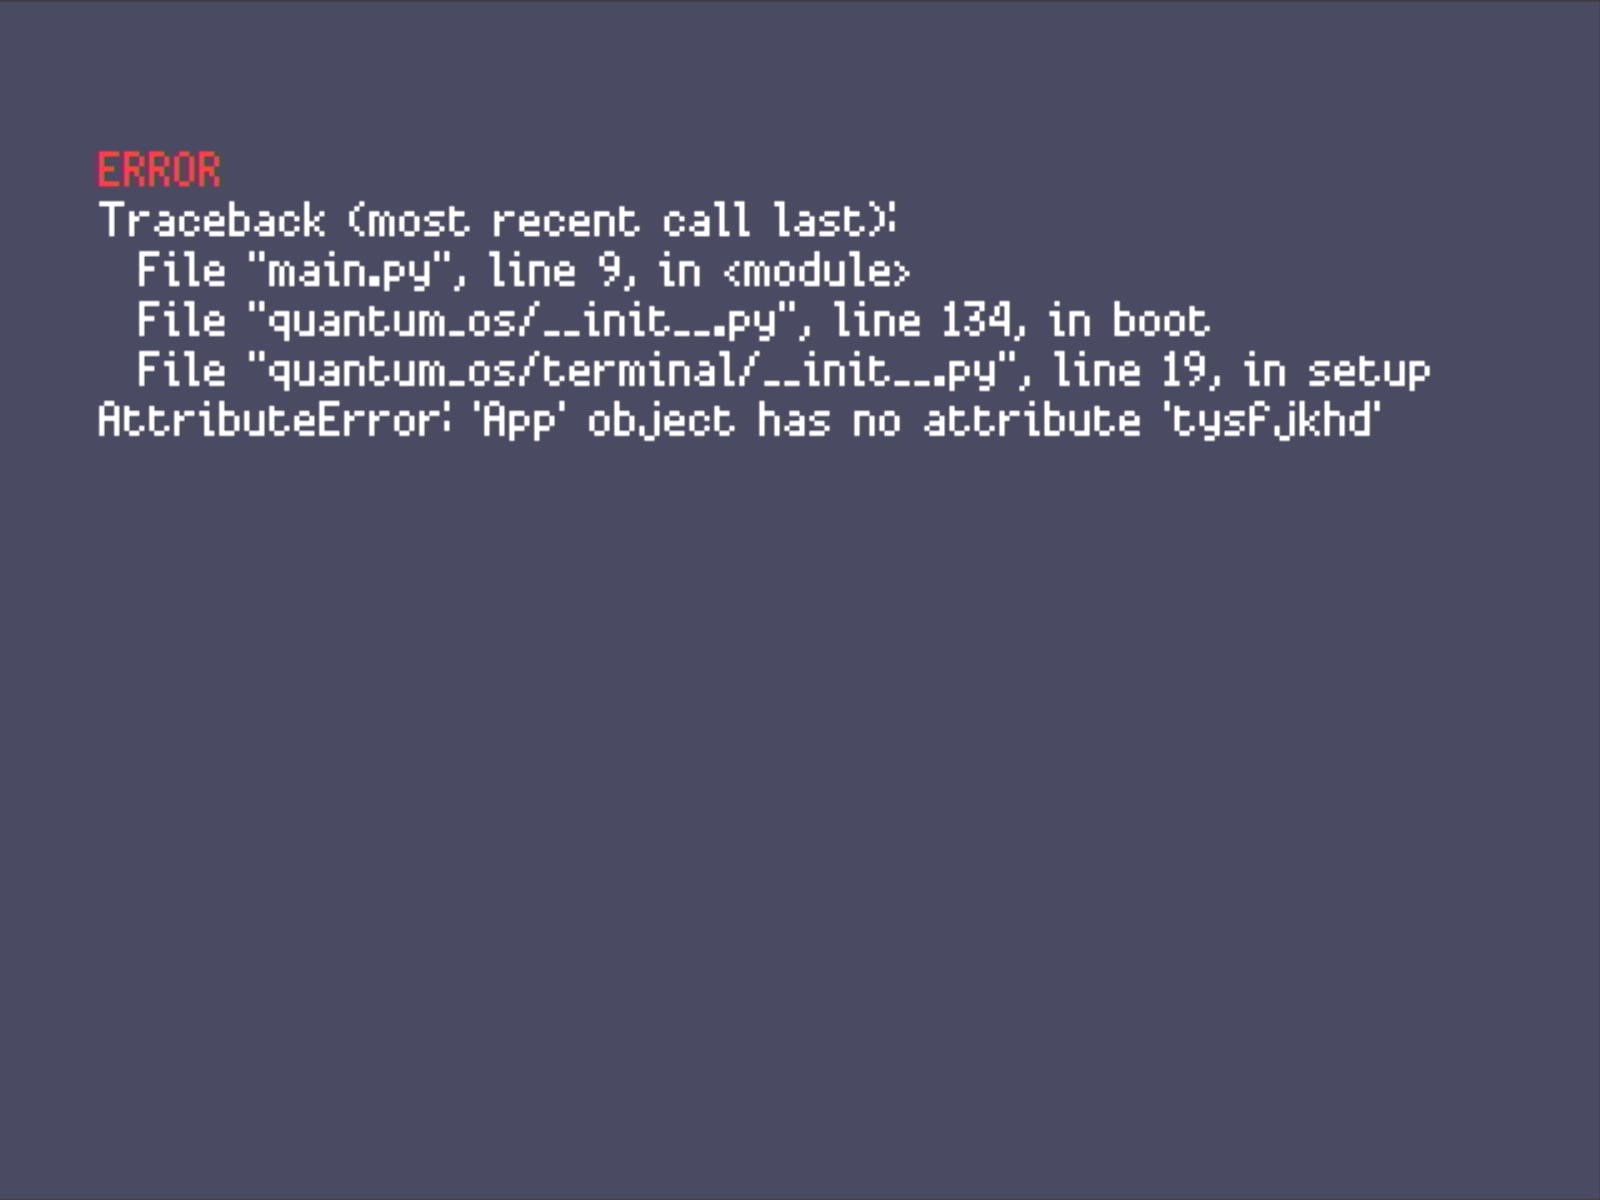 ERROR
Traceback (most recent call last):
  File "main.py", line 9, in <module>
  File "quantum_os/__init__.py", line 134, in boot
  File "quantum_os/terminal/__init__.py", line 19, in setup
AttributeError: 'App' object has no attribute 'tysfjkhd'